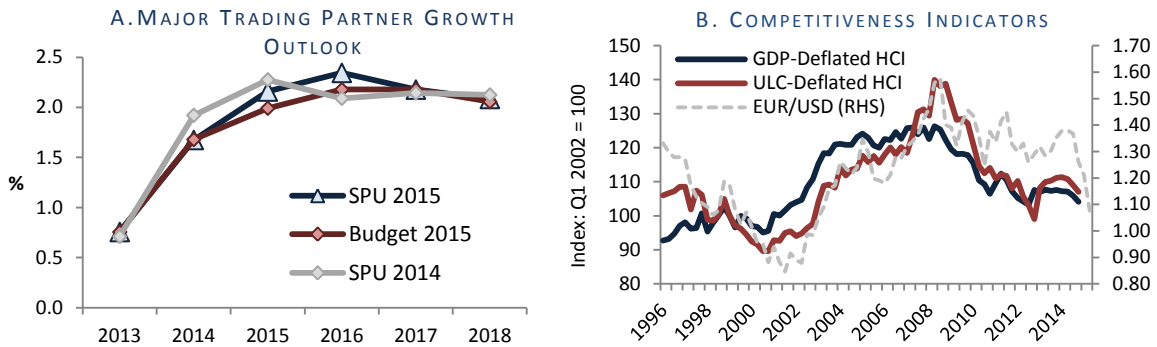 A.MAJOR TRADING PARTNER GROWTH
OUTLOOK
2.5
2.0
1.5
%
1.0
0.5
0.0
2013 2014 2015 2016 2017 2018
SPU 2015
Budget 2015
SPU 2014
B. COMPETITIVENESS INDICATORS
150
140
130
120
110
100
90
80
Index: Q1 2002 = 100
GDP-Deflated HCI
ULC-Deflated HCI
EUR/USD (RHS)
1.70
1.60
1.50
1.40
1.30
1.20
1.10
1.00
0.90
0.80
1996 1998 2000 2002 2004 2006 2008 2010 2012 2014